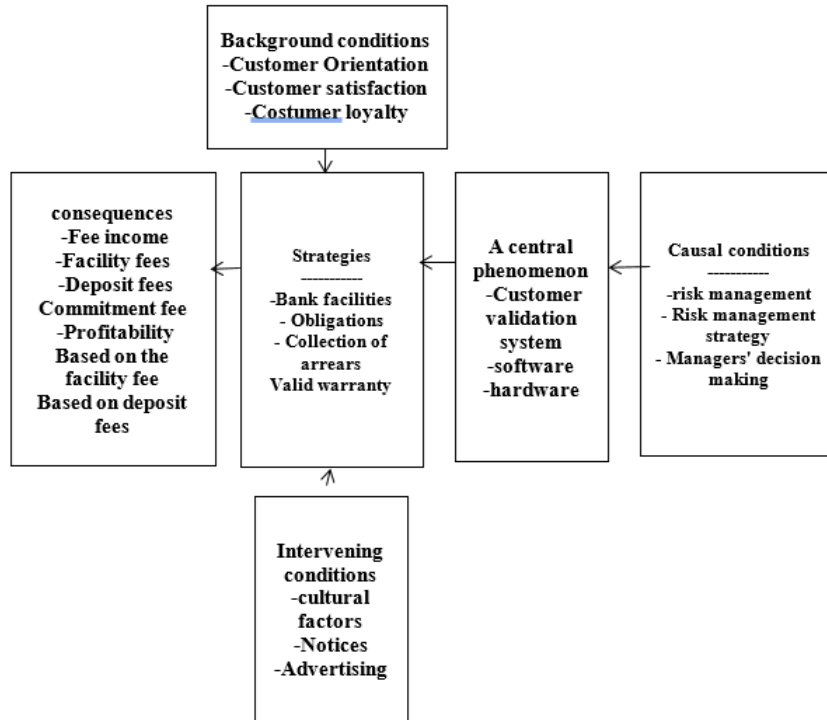 Background conditions
-Customer Orientation
-Customer satisfaction
-Costumer loyalty
consequences
-Fee income
-Facility fees
-Deposit fees
Commitment fee
-Profitability
Based on the
facility fee
Based on deposit
fees
Strategies
-----------
-Bank facilities
- Obligations
- Collection of
arrears
Valid warranty
A central
phenomenon
-Customer
validation
system
-software
-hardware
Causal conditions
-----------
-risk management
- Risk management
strategy
- Managers' decision
making
Intervening
conditions
-cultural
factors
-Notices
-Advertising